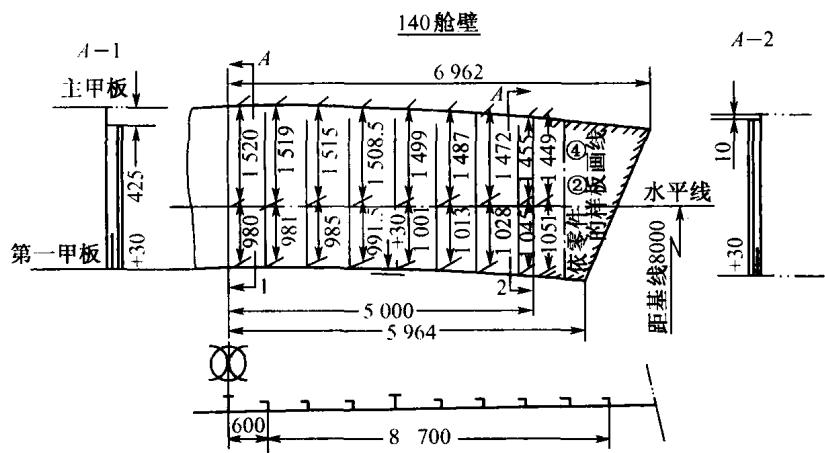 140舱壁
A-1
A-2
主甲板
A
6 962
A
425
+30
10
+30
1 520
1 519
1 515
1 508.5
1 499
1 487
1 472
1 455
1 449
980
981
985
991.5
+30
1 001
1 013
1 028
1 045
1051
依零件②④
的样板画线
水平线
距基线8000
第一甲板
1
2
5 000
5 964
600
8 700